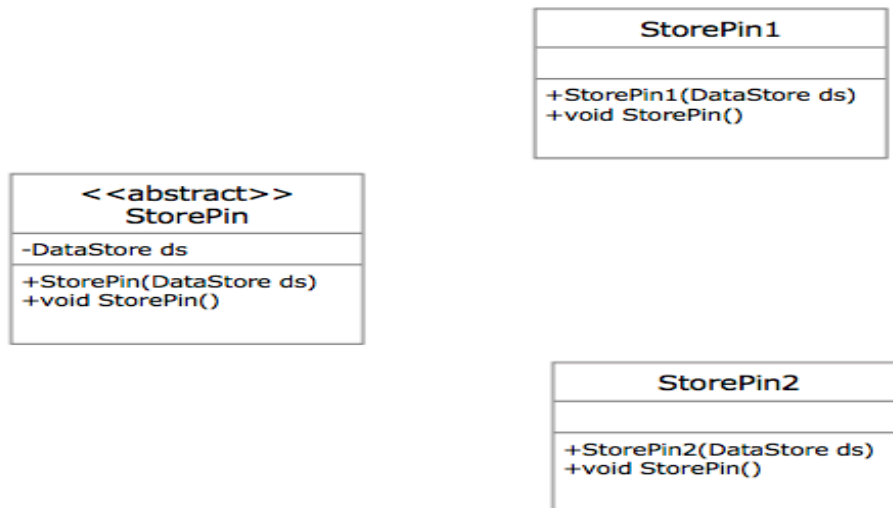 StorePin1
+StorePin1(DataStore ds)
+void StorePin()
<<abstract>>
StorePin
-DataStore ds
+StorePin(DataStore ds)
+void StorePin()
StorePin2
+StorePin2(DataStore ds)
+void StorePin()